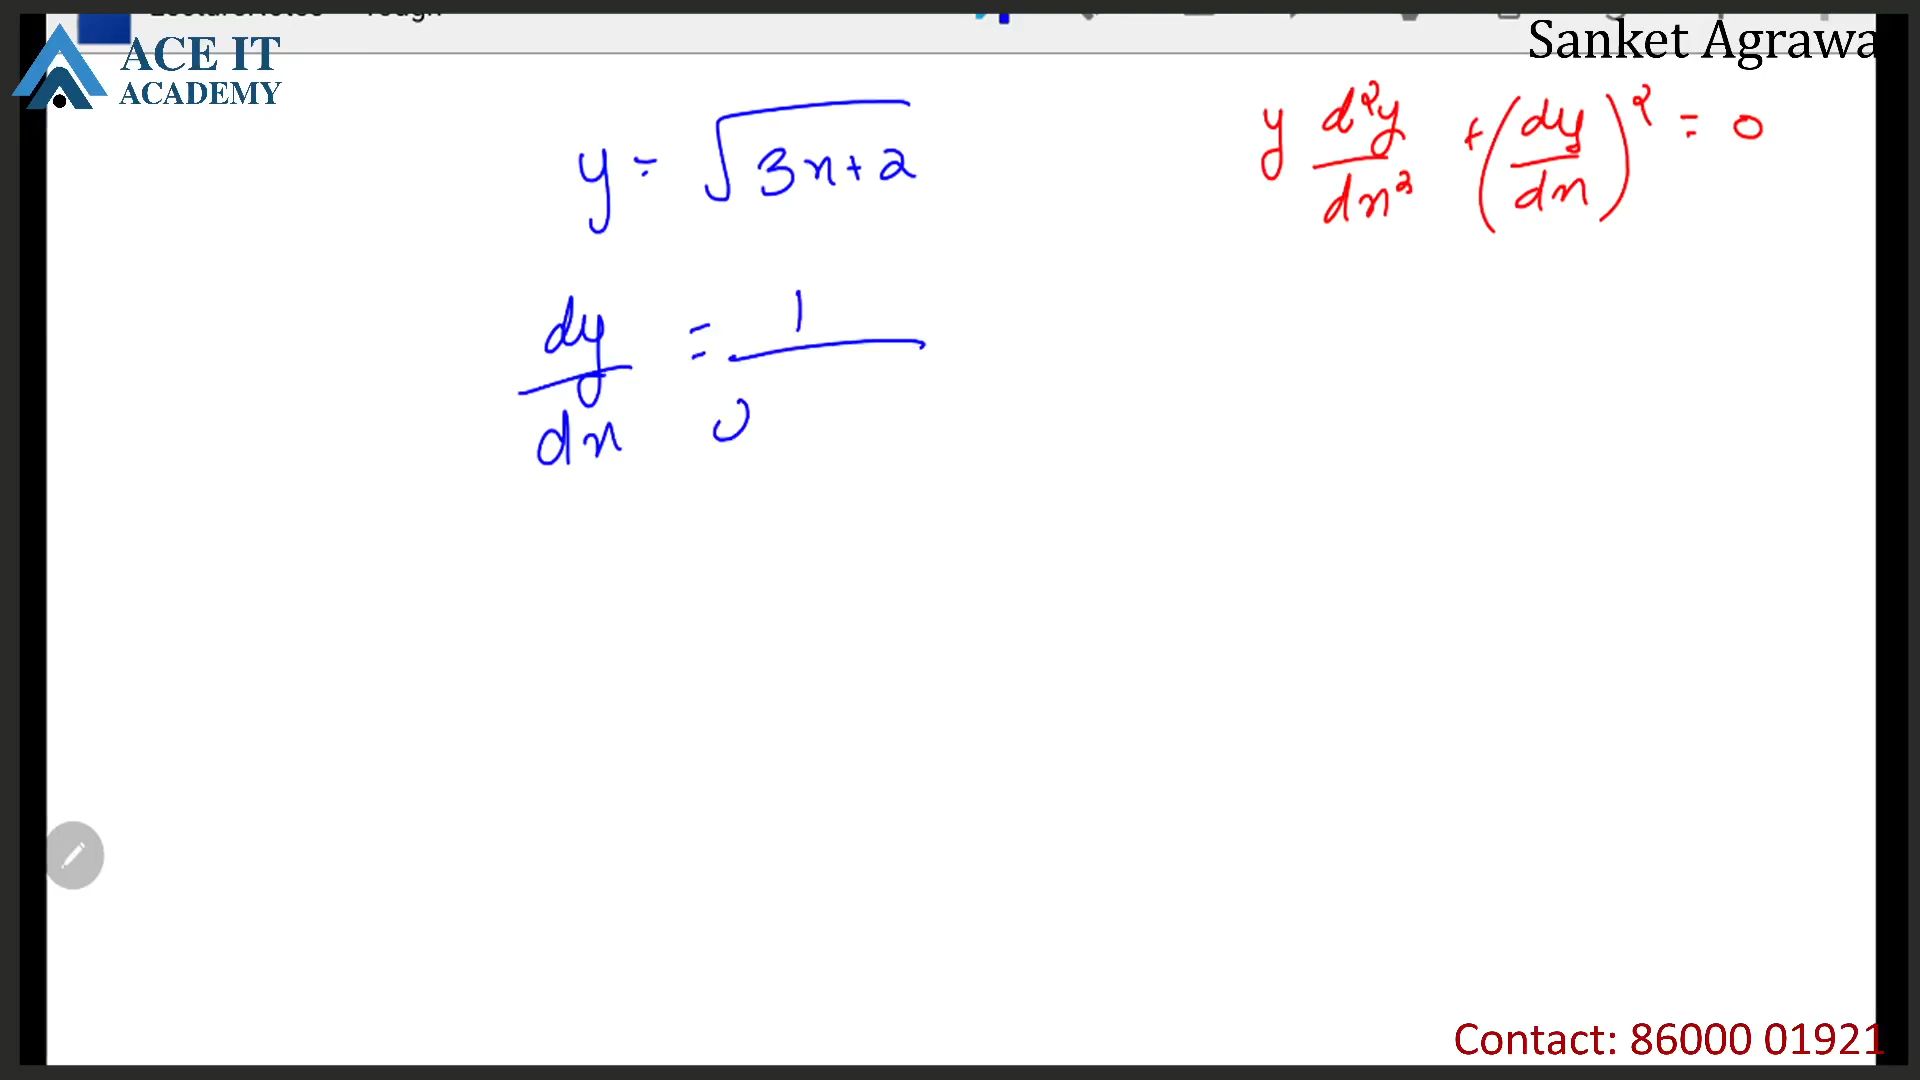 Sanket Agrawa
ACE IT
ACADEMY
y = √3x+2
y d²y/dx² + (dy/dx)² = 0
dy/dx = 1/
Contact: 86000 01921